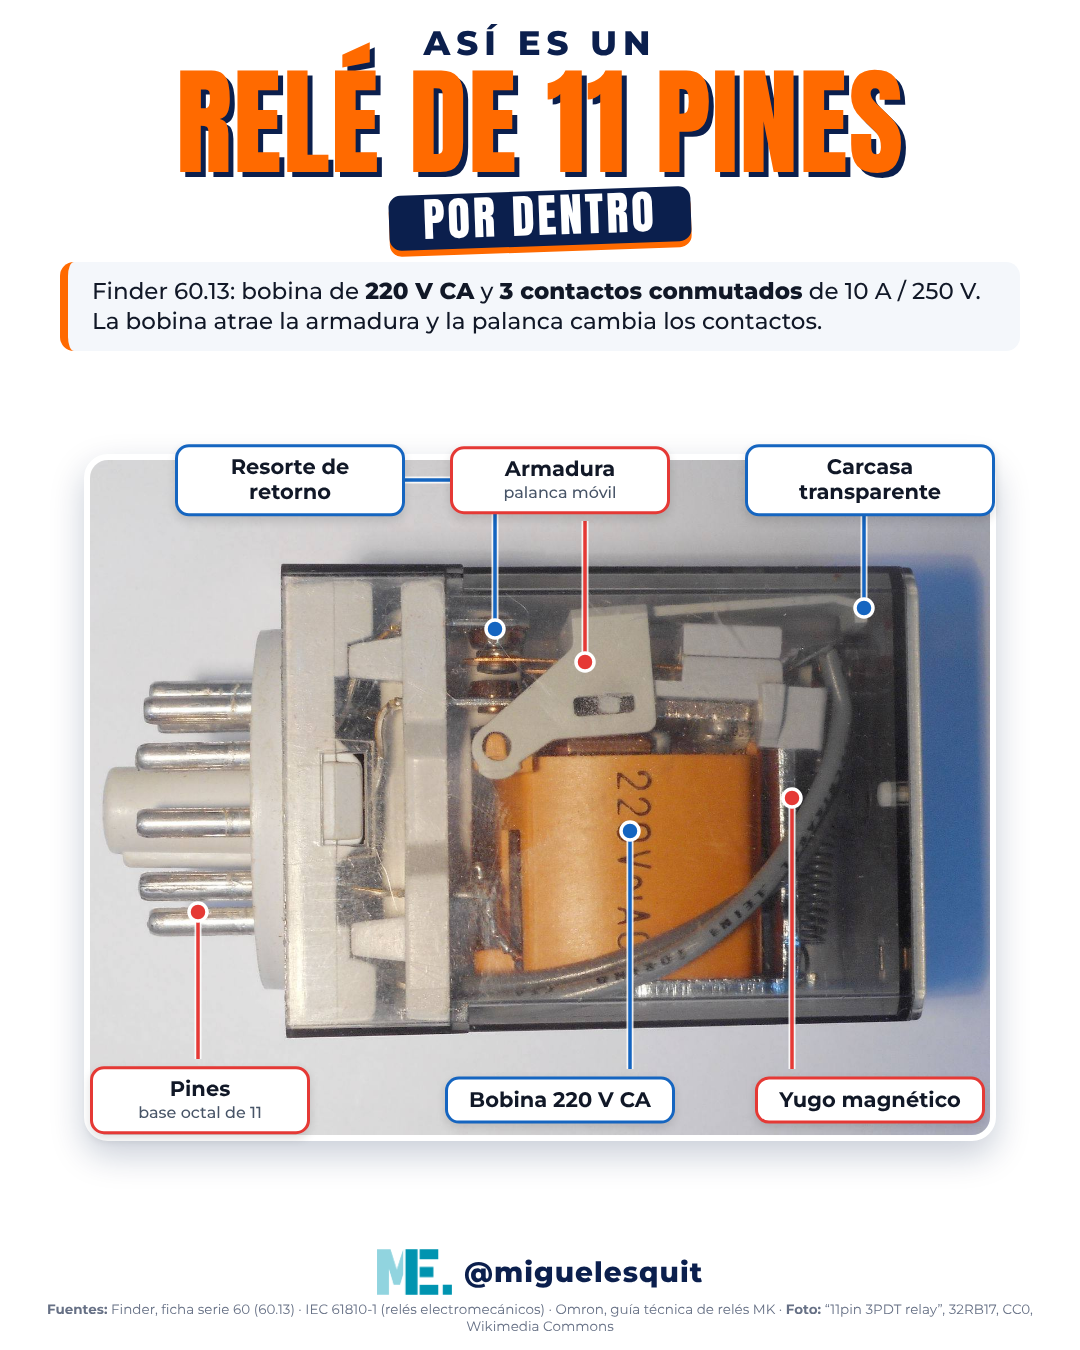 ASÍ ES UN
RELÉ DE 11 PINES
POR DENTRO
Finder 60.13: bobina de 220 V CA y 3 contactos conmutados de 10 A / 250 V.
La bobina atrae la armadura y la palanca cambia los contactos.
Resorte de
retorno
Armadura
palanca móvil
Carcasa
transparente
220VAC
Pines
base octal de 11
Bobina 220 V CA
Yugo magnético
ME.
@miguelesquit
Fuentes: Finder, ficha serie 60 (60.13) · IEC 61810-1 (relés electromecánicos) · Omron, guía técnica de relés MK · Foto: “11pin 3PDT relay”, 32RB17, CC0,
Wikimedia Commons